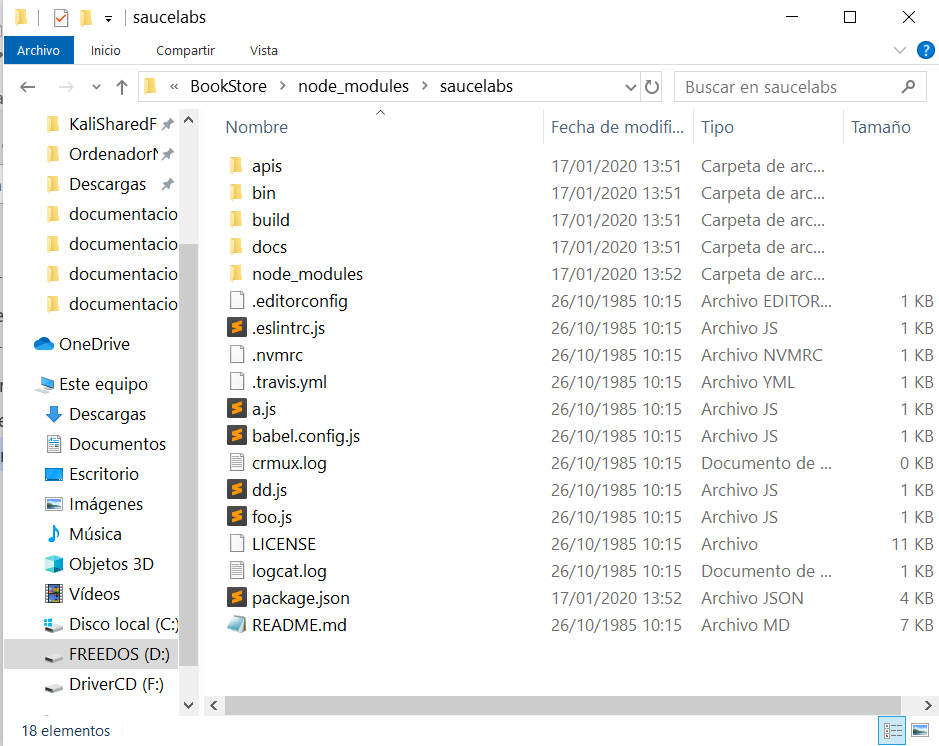 saucelabs
Archivo Inicio Compartir Vista
« BookStore > node_modules > saucelabs
Buscar en saucelabs
KaliSharedF
OrdenadorN
Descargas
documentacio
documentacio
documentacio
documentacio
OneDrive
Este equipo
Descargas
Documentos
Escritorio
Imágenes
Música
Objetos 3D
Vídeos
Disco local (C:)
FREEDOS (D:)
DriverCD (F:)
Nombre Fecha de modifi... Tipo Tamaño
apis 17/01/2020 13:51 Carpeta de arc...
bin 17/01/2020 13:51 Carpeta de arc...
build 17/01/2020 13:51 Carpeta de arc...
docs 17/01/2020 13:51 Carpeta de arc...
node_modules 17/01/2020 13:52 Carpeta de arc...
.editorconfig 26/10/1985 10:15 Archivo EDITOR... 1 KB
.eslintrc.js 26/10/1985 10:15 Archivo JS 1 KB
.nvmrc 26/10/1985 10:15 Archivo NVMRC 1 KB
.travis.yml 26/10/1985 10:15 Archivo YML 1 KB
a.js 26/10/1985 10:15 Archivo JS 1 KB
babel.config.js 26/10/1985 10:15 Archivo JS 1 KB
crmux.log 26/10/1985 10:15 Documento de ... 0 KB
dd.js 26/10/1985 10:15 Archivo JS 1 KB
foo.js 26/10/1985 10:15 Archivo JS 1 KB
LICENSE 26/10/1985 10:15 Archivo 11 KB
logcat.log 26/10/1985 10:15 Documento de ... 1 KB
package.json 17/01/2020 13:52 Archivo JSON 4 KB
README.md 26/10/1985 10:15 Archivo MD 7 KB
18 elementos